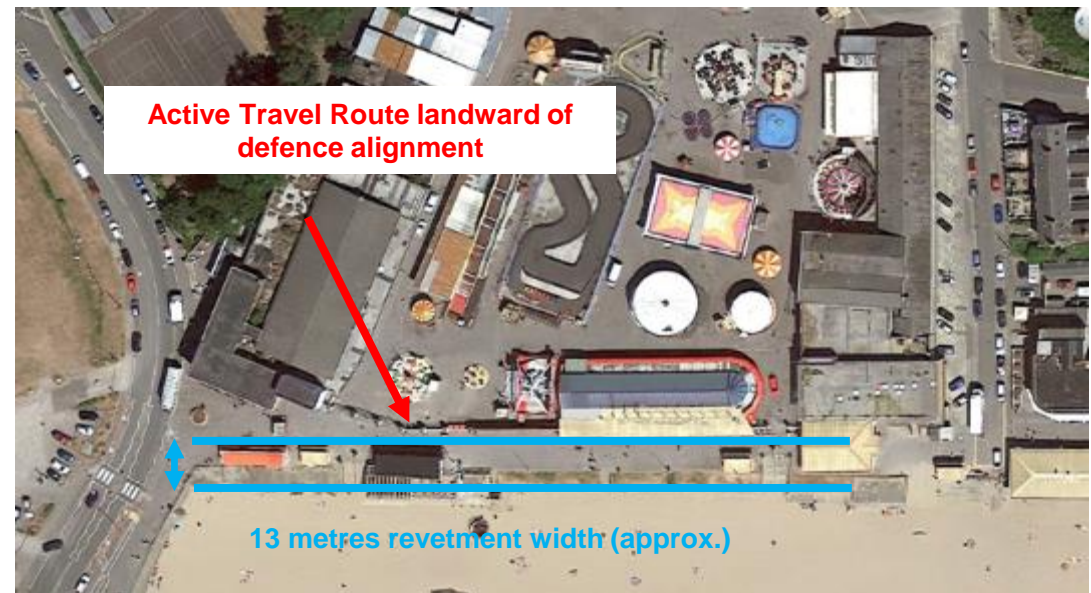 Active Travel Route landward of
defence alignment
13 metres revetment width (approx.)